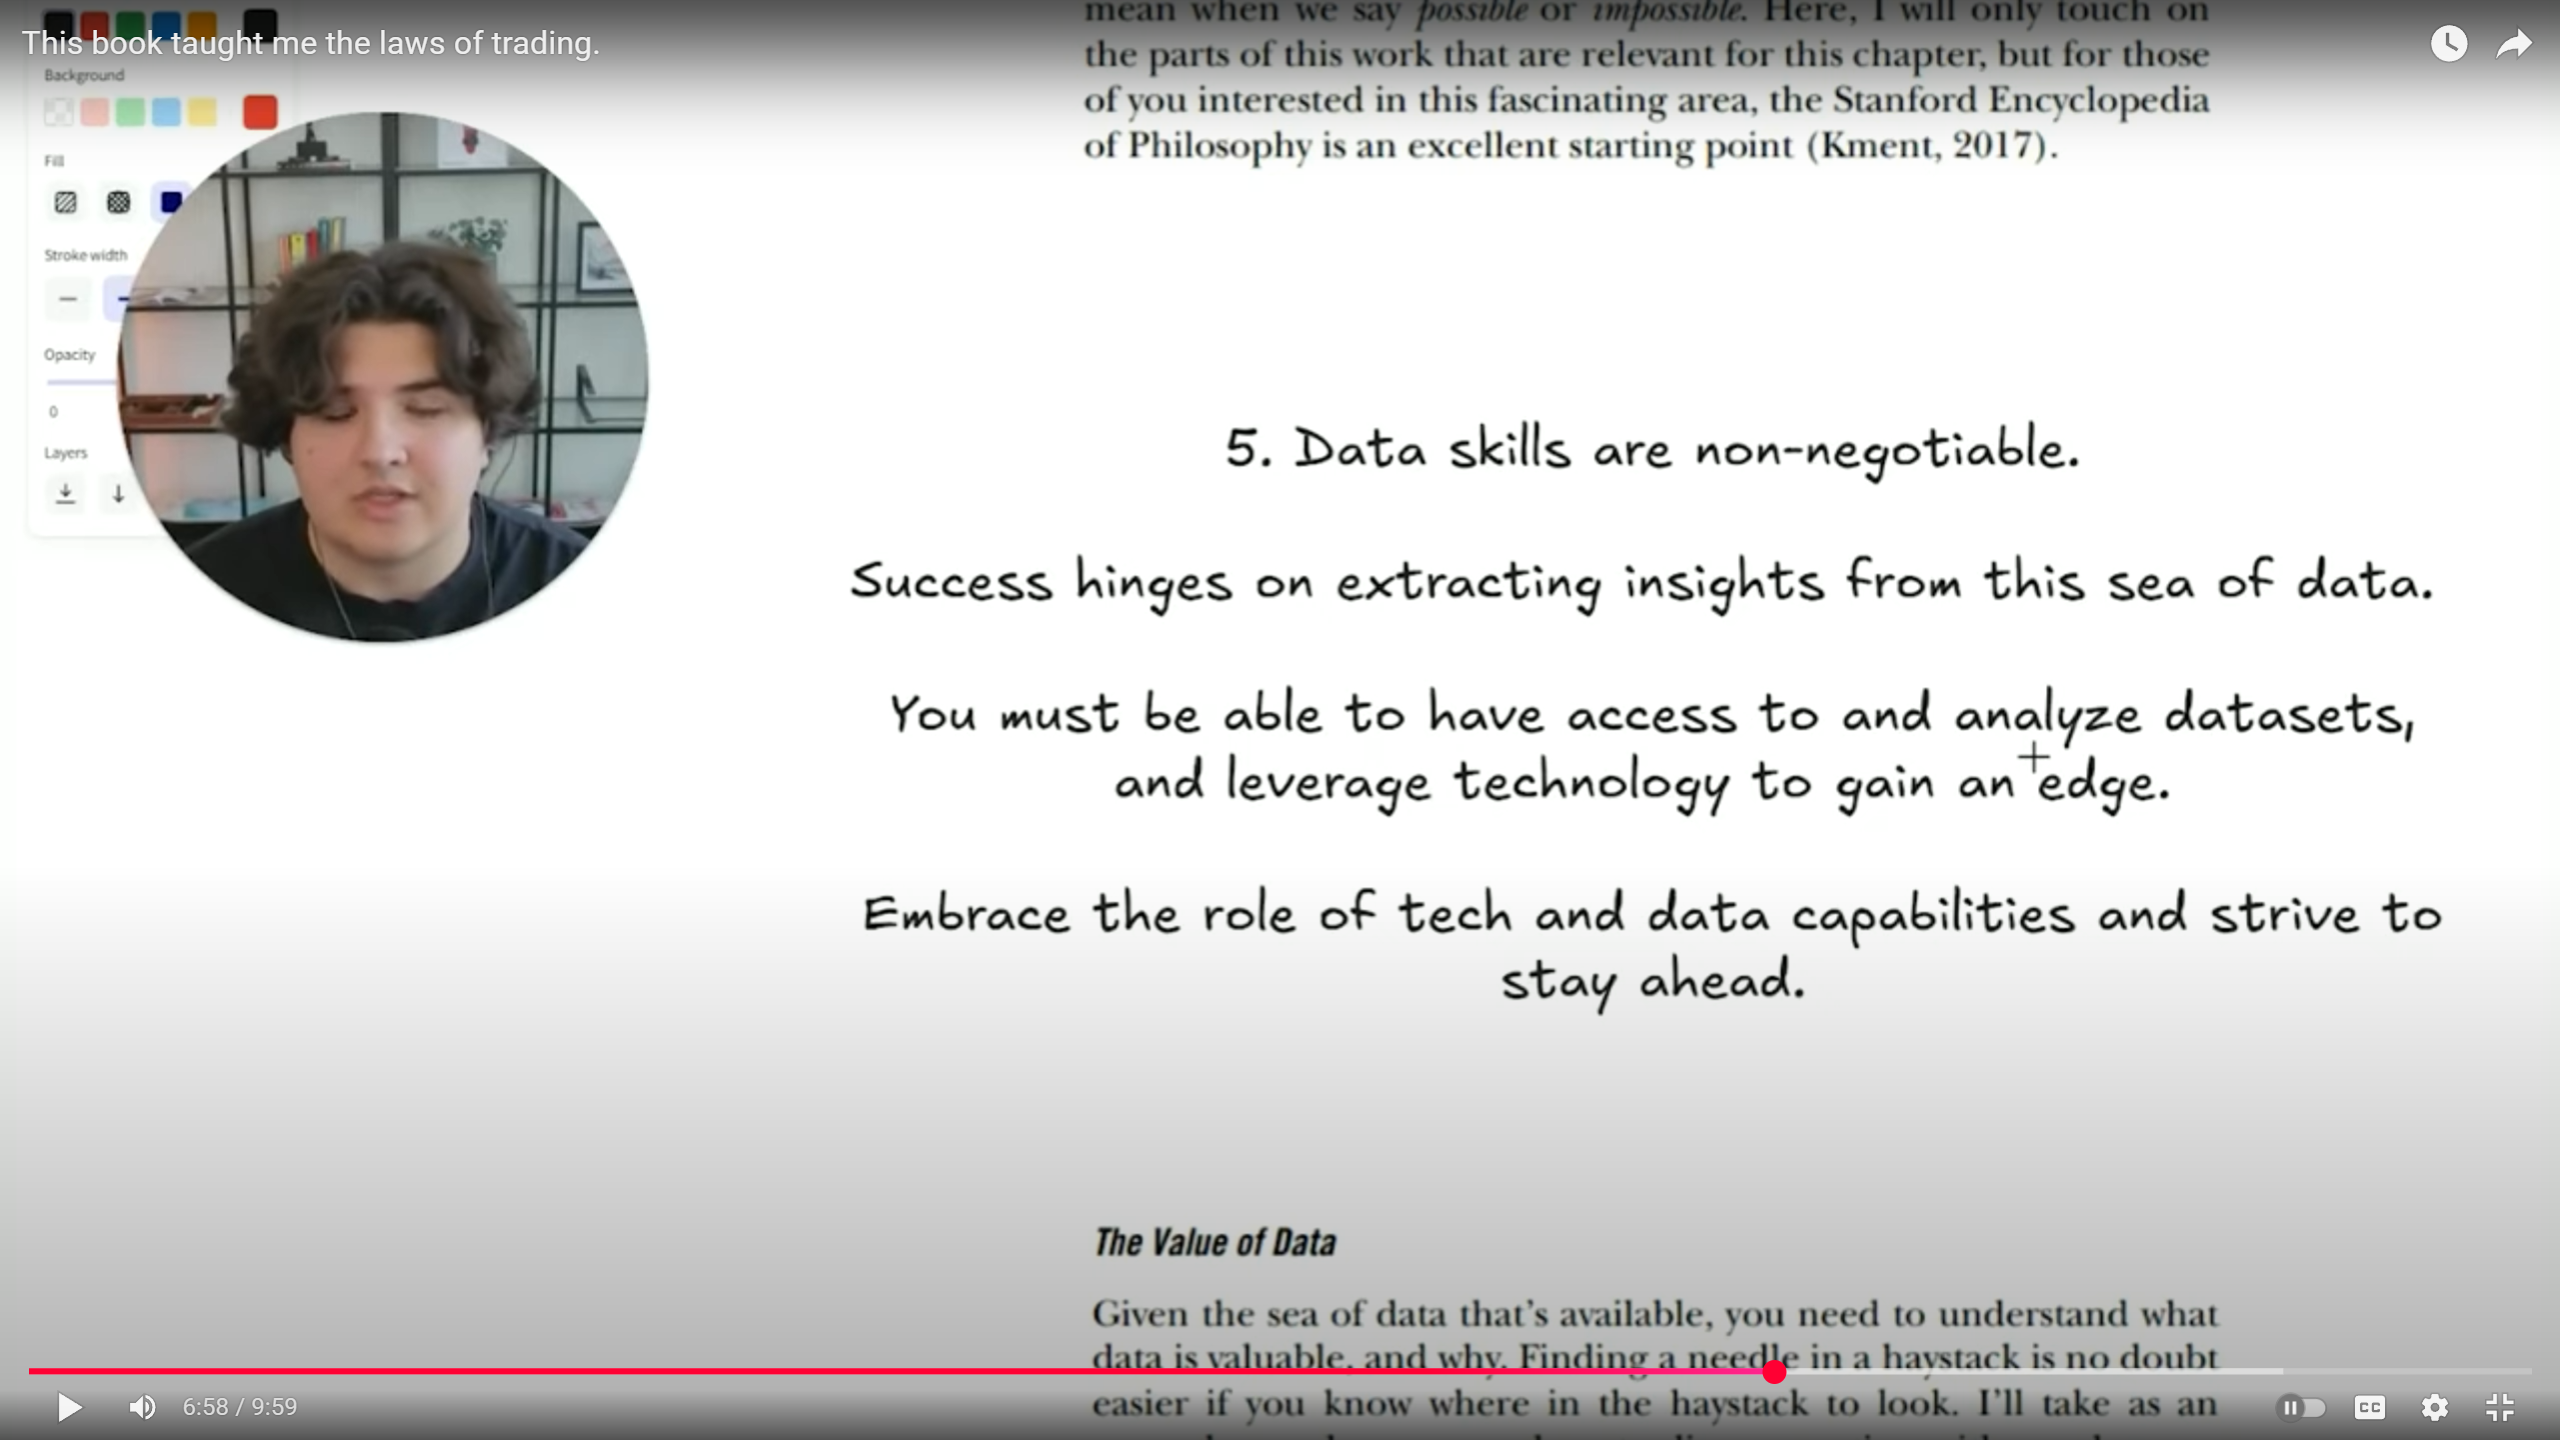 This book taught me the laws of trading.
Background
Fill
Stroke width
Opacity
0
Layers
mean when we say possible or impossible. Here, I will only touch on
the parts of this work that are relevant for this chapter, but for those
of you interested in this fascinating area, the Stanford Encyclopedia
of Philosophy is an excellent starting point (Kment, 2017).
5. Data skills are non-negotiable.
Success hinges on extracting insights from this sea of data.
You must be able to have access to and analyze datasets,
and leverage technology to gain an edge.
Embrace the role of tech and data capabilities and strive to
stay ahead.
The Value of Data
Given the sea of data that's available, you need to understand what
data is valuable, and why. Finding a needle in a haystack is no doubt
easier if you know where in the haystack to look. I'll take as an
6:58 / 9:59
CC